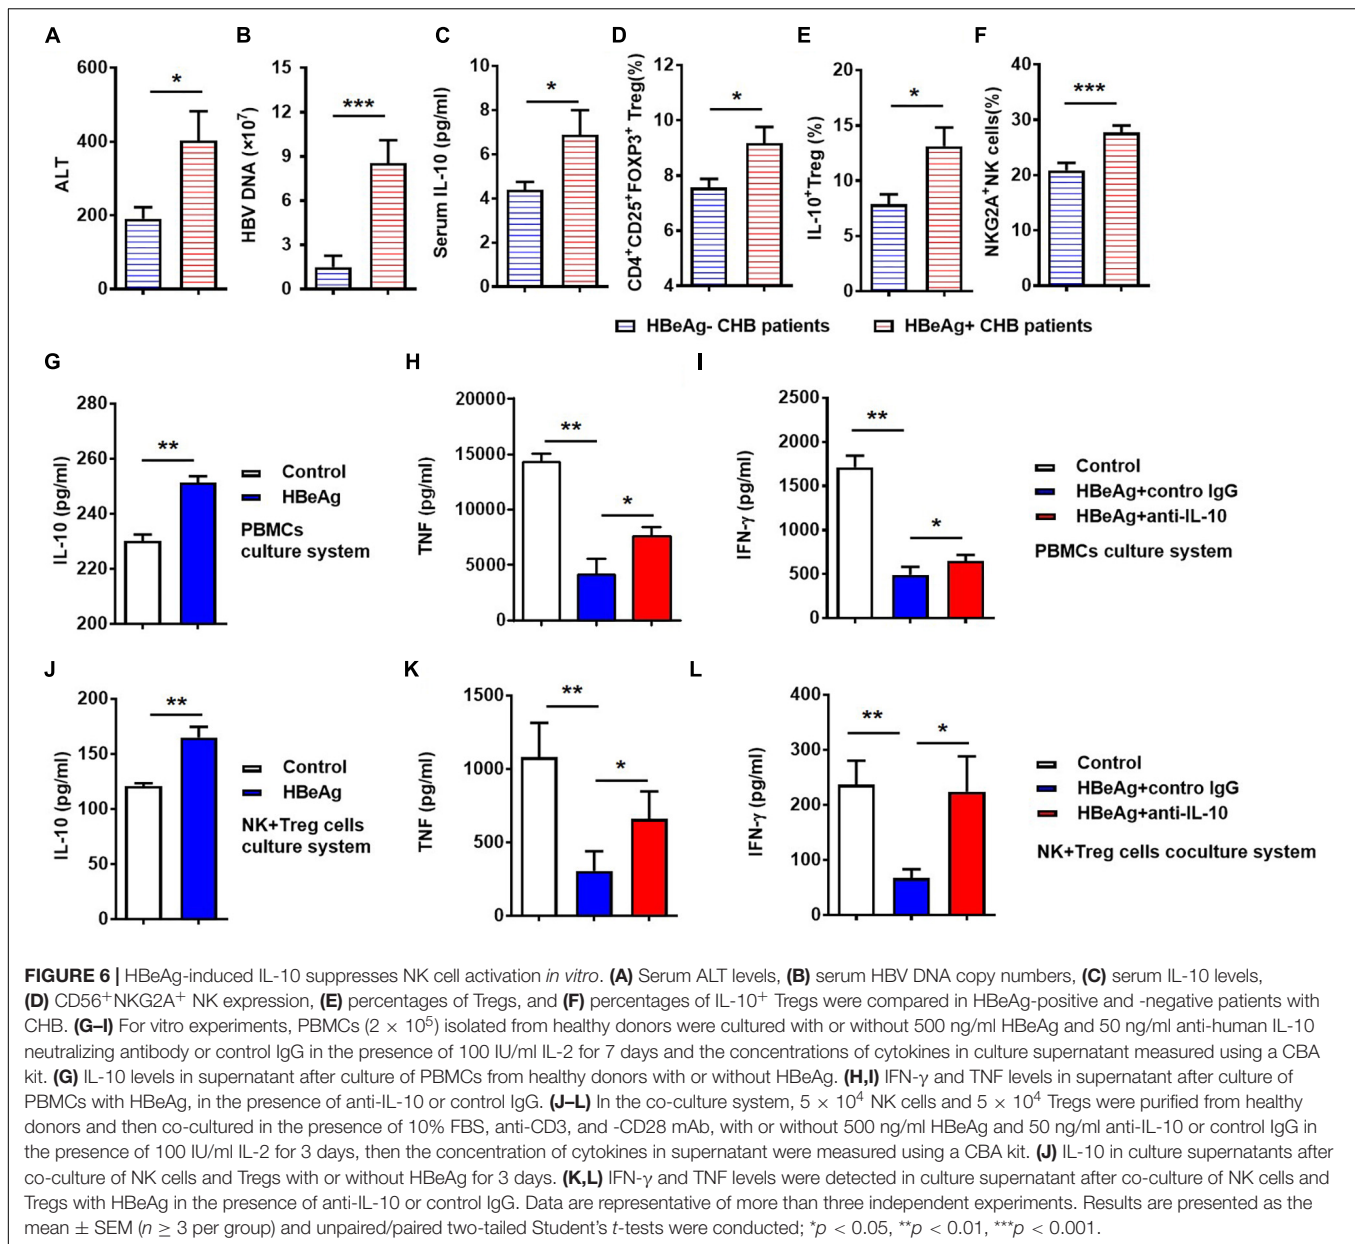 A
B
C
D
E
F
ALT
600
400
200
0
*
HBV DNA (×10⁷)
15
12
9
6
3
0
***
Serum IL-10 (pg/ml)
10
8
6
4
2
0
*
CD4⁺CD25⁺FOXP3⁺ Treg(%)
12
10
8
6
4
*
IL-10⁺Treg (%)
20
15
10
5
0
*
NKG2A⁺NK cells(%)
40
30
20
10
0
***
HBeAg- CHB patients
HBeAg+ CHB patients
G
H
I
IL-10 (pg/ml)
280
260
240
220
200
**
Control
HBeAg
PBMCs
culture system
TNF (pg/ml)
20000
15000
10000
5000
0
**
*
IFN-γ (pg/ml)
2500
2000
1500
1000
500
0
**
*
Control
HBeAg+contro IgG
HBeAg+anti-IL-10
PBMCs culture system
J
K
L
IL-10 (pg/ml)
200
150
100
50
0
**
Control
HBeAg
NK+Treg cells
culture system
TNF (pg/ml)
1500
1000
500
0
**
*
IFN-γ (pg/ml)
400
300
200
100
0
**
*
Control
HBeAg+contro IgG
HBeAg+anti-IL-10
NK+Treg cells coculture system
FIGURE 6 | HBeAg-induced IL-10 suppresses NK cell activation in vitro. (A) Serum ALT levels, (B) serum HBV DNA copy numbers, (C) serum IL-10 levels,
(D) CD56⁺NKG2A⁺ NK expression, (E) percentages of Tregs, and (F) percentages of IL-10⁺ Tregs were compared in HBeAg-positive and -negative patients with
CHB. (G–I) For vitro experiments, PBMCs (2 × 10⁵) isolated from healthy donors were cultured with or without 500 ng/ml HBeAg and 50 ng/ml anti-human IL-10
neutralizing antibody or control IgG in the presence of 100 IU/ml IL-2 for 7 days and the concentrations of cytokines in culture supernatant measured using a CBA
kit. (G) IL-10 levels in supernatant after culture of PBMCs from healthy donors with or without HBeAg. (H,I) IFN-γ and TNF levels in supernatant after culture of
PBMCs with HBeAg, in the presence of anti-IL-10 or control IgG. (J–L) In the co-culture system, 5 × 10⁴ NK cells and 5 × 10⁴ Tregs were purified from healthy
donors and then co-cultured in the presence of 10% FBS, anti-CD3, and -CD28 mAb, with or without 500 ng/ml HBeAg and 50 ng/ml anti-IL-10 or control IgG in
the presence of 100 IU/ml IL-2 for 3 days, then the concentration of cytokines in supernatant were measured using a CBA kit. (J) IL-10 in culture supernatants after
co-culture of NK cells and Tregs with or without HBeAg for 3 days. (K,L) IFN-γ and TNF levels were detected in culture supernatant after co-culture of NK cells and
Tregs with HBeAg in the presence of anti-IL-10 or control IgG. Data are representative of more than three independent experiments. Results are presented as the
mean ± SEM (n ≥ 3 per group) and unpaired/paired two-tailed Student's t-tests were conducted; *p < 0.05, **p < 0.01, ***p < 0.001.